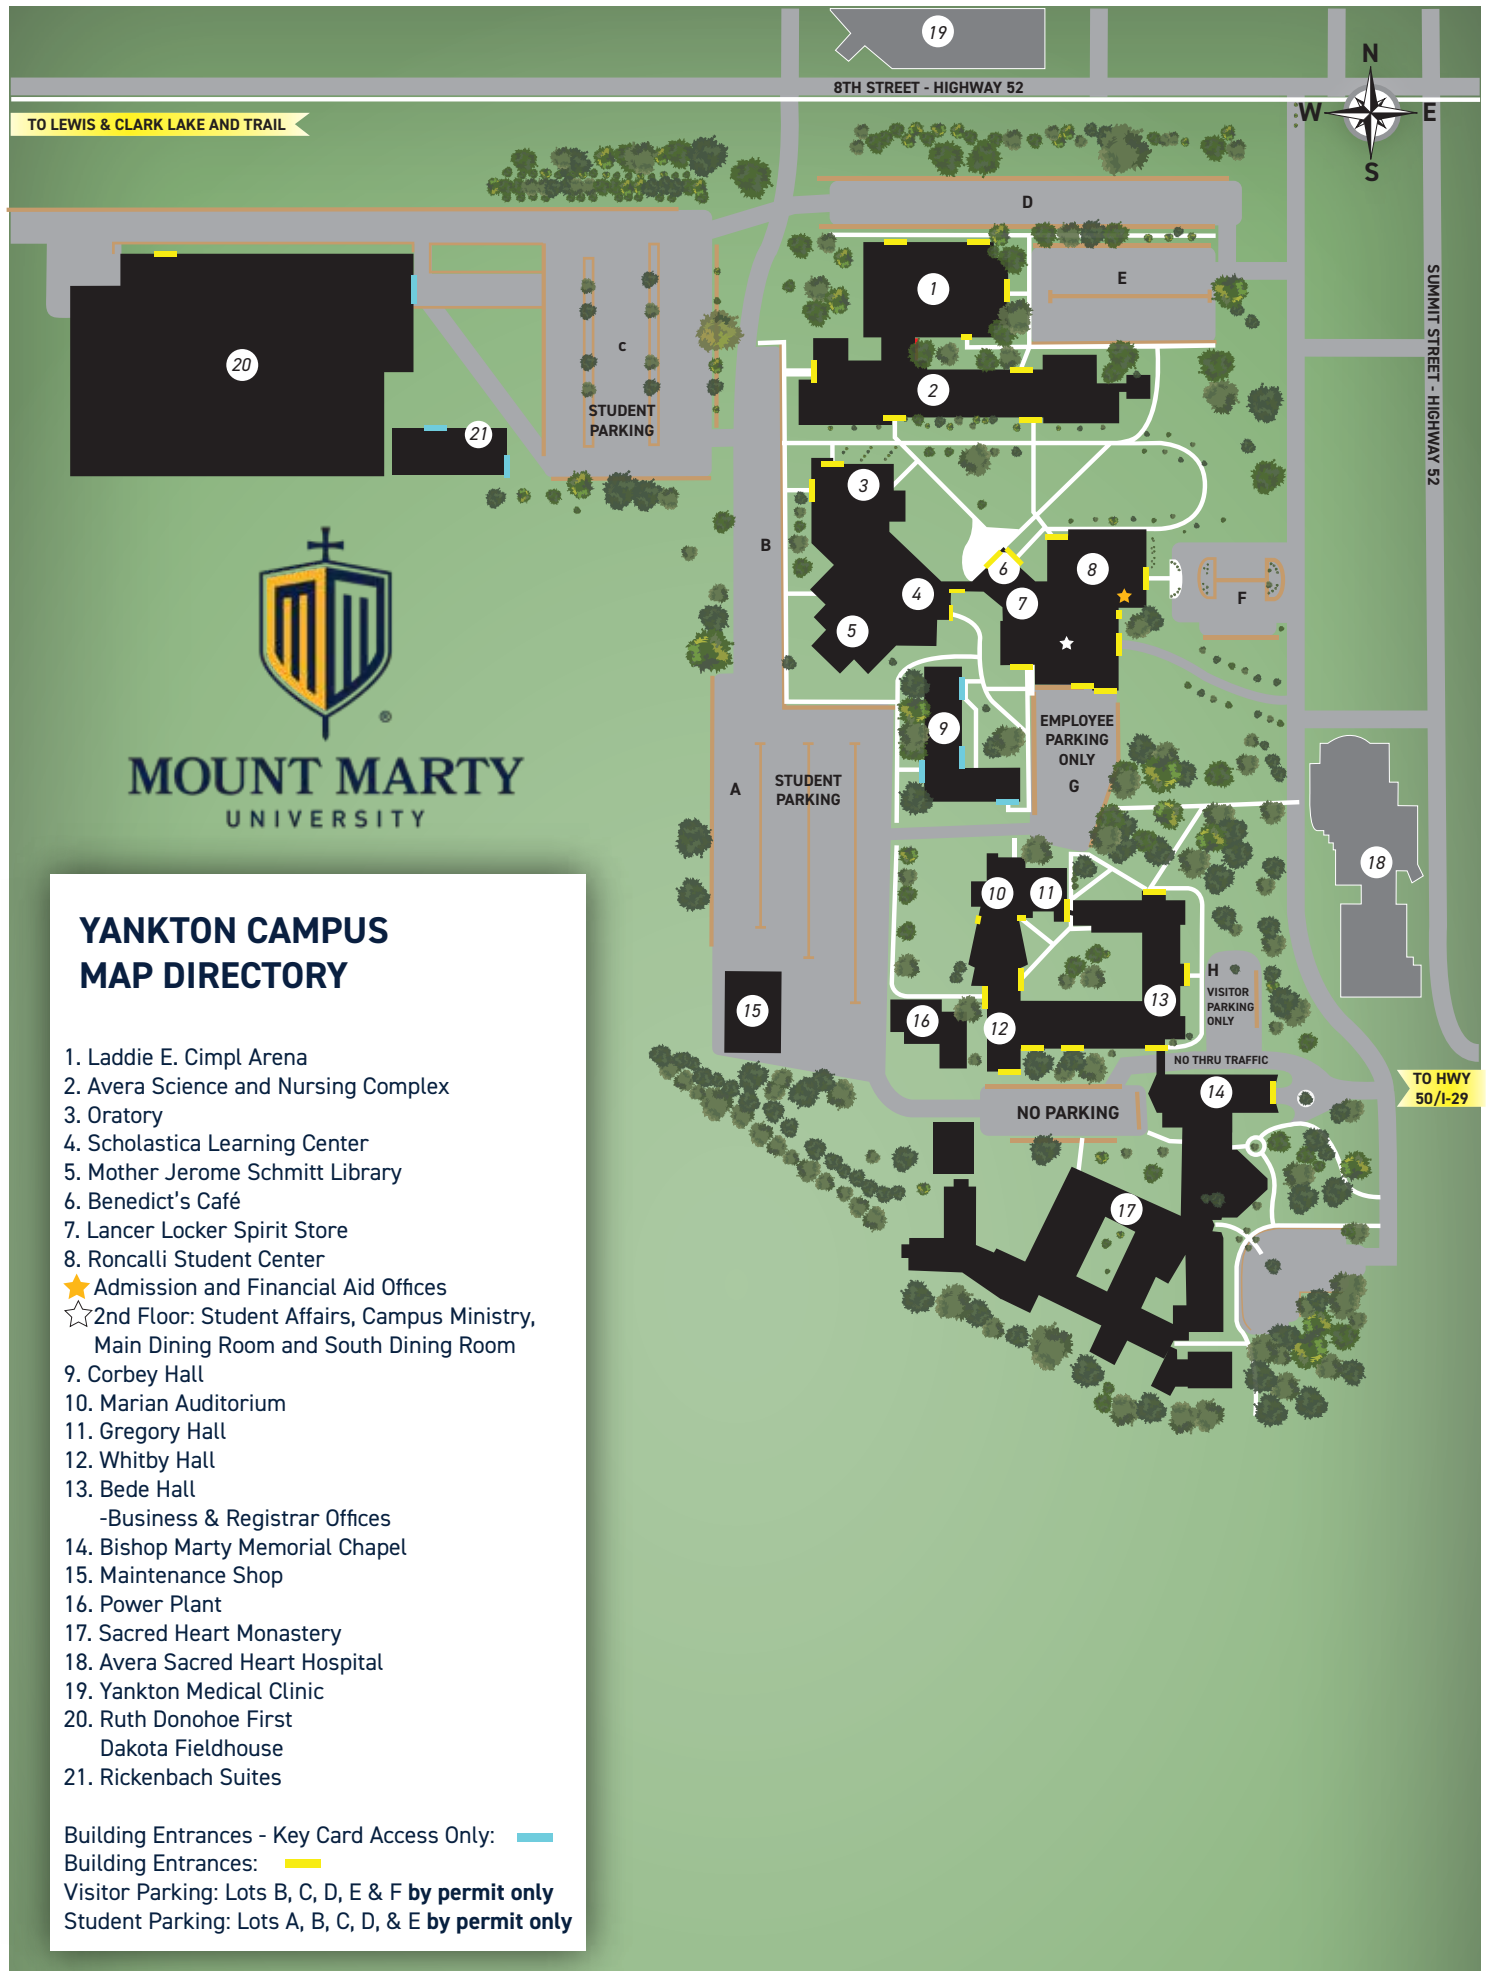 19
8TH STREET - HIGHWAY 52
N
W
E
S
TO LEWIS & CLARK LAKE AND TRAIL
D
1
E
SUMMIT STREET - HIGHWAY 52
20
c
STUDENT
PARKING
21
2
3
B
6
8
4
7
F
5
9
EMPLOYEE
PARKING
ONLY
G
A
STUDENT
PARKING
18
10
11
H
VISITOR
PARKING
ONLY
13
15
16
12
NO THRU TRAFFIC
14
TO HWY
50/I-29
NO PARKING
17
®
MOUNT MARTY
UNIVERSITY
YANKTON CAMPUS
MAP DIRECTORY
1. Laddie E. Cimpl Arena
2. Avera Science and Nursing Complex
3. Oratory
4. Scholastica Learning Center
5. Mother Jerome Schmitt Library
6. Benedict's Café
7. Lancer Locker Spirit Store
8. Roncalli Student Center
Admission and Financial Aid Offices
2nd Floor: Student Affairs, Campus Ministry,
Main Dining Room and South Dining Room
9. Corbey Hall
10. Marian Auditorium
11. Gregory Hall
12. Whitby Hall
13. Bede Hall
-Business & Registrar Offices
14. Bishop Marty Memorial Chapel
15. Maintenance Shop
16. Power Plant
17. Sacred Heart Monastery
18. Avera Sacred Heart Hospital
19. Yankton Medical Clinic
20. Ruth Donohoe First
Dakota Fieldhouse
21. Rickenbach Suites
Building Entrances - Key Card Access Only:
Building Entrances:
Visitor Parking: Lots B, C, D, E & F by permit only
Student Parking: Lots A, B, C, D, & E by permit only